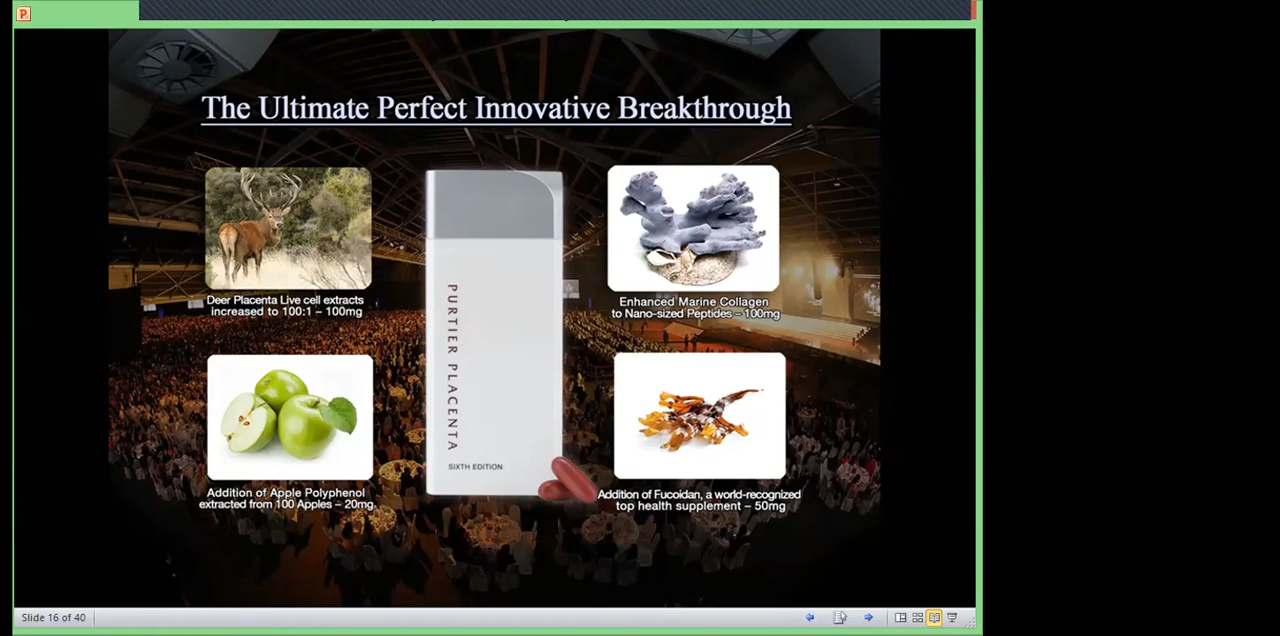 The Ultimate Perfect Innovative Breakthrough
Deer Placenta Live cell extracts
increased to 100:1 – 100mg
Enhanced Marine Collagen
to Nano-sized Peptides – 100mg
PURTIER PLACENTA
SIXTH EDITION
Addition of Apple Polyphenol
extracted from 100 Apples – 20mg
Addition of Fucoidan, a world-recognized
top health supplement – 50mg
Slide 16 of 40